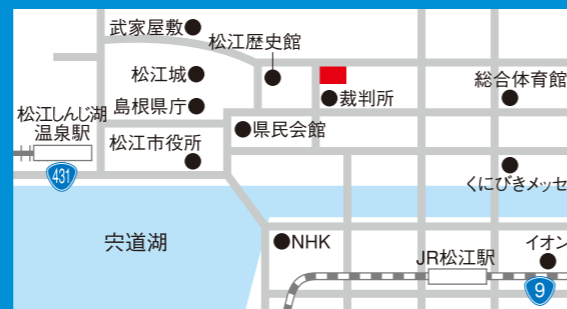 武家屋敷
松江歴史館
松江城
総合体育館
島根県庁
裁判所
松江しんじ湖
温泉駅
県民会館
松江市役所
431
くにびきメッセ
宍道湖
NHK
JR松江駅
イオン
9